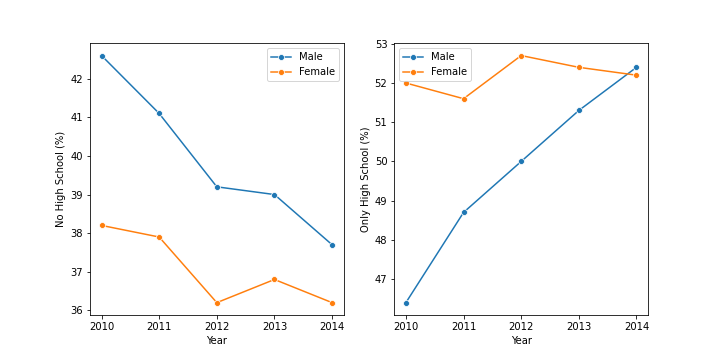 No High School (%)
42
41
40
39
38
37
36
2010 2011 2012 2013 2014
Year
Male
Female
Only High School (%)
53
52
51
50
49
48
47
2010 2011 2012 2013 2014
Year
Male
Female